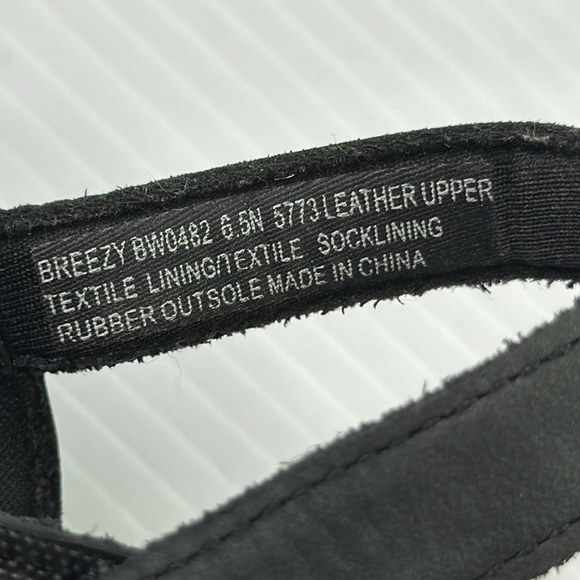 BREEZY BW0482 6.5N 5773 LEATHER UPPER
TEXTILE LINING/TEXTILE SOCKLINING
RUBBER OUTSOLE MADE IN CHINA